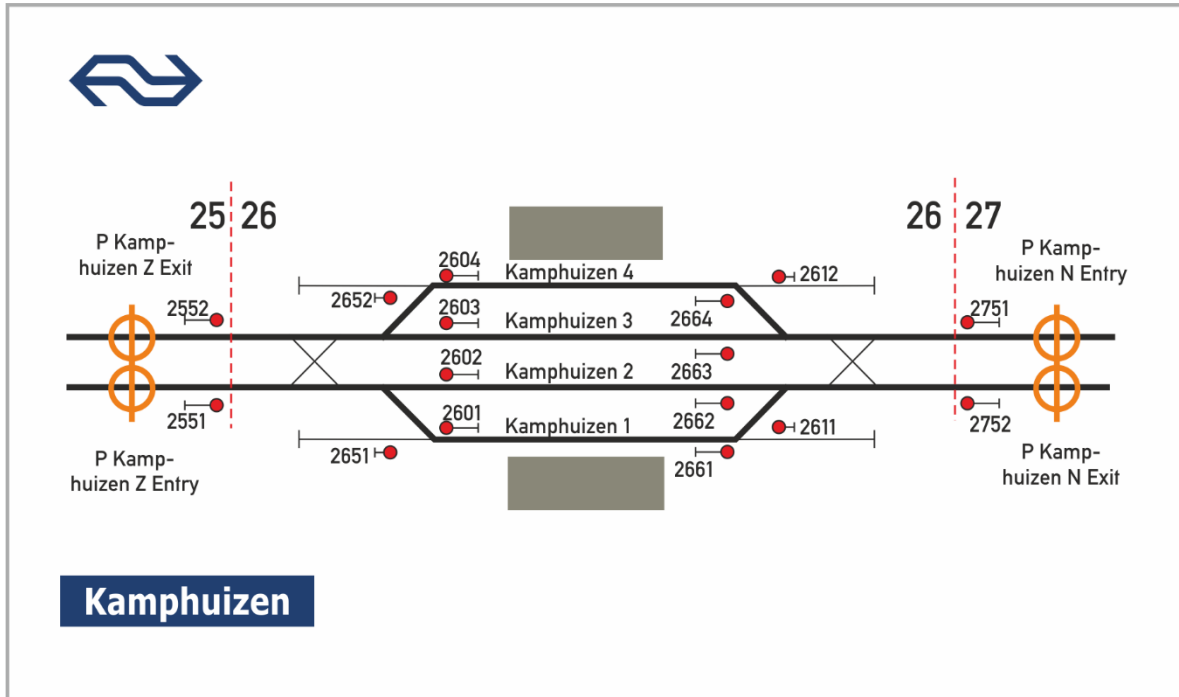 25 26
26 27
P Kamp-
huizen Z Exit
P Kamp-
huizen N Entry
2604
Kamphuizen 4
2612
2652
2552
2603
Kamphuizen 3
2664
2751
2602
Kamphuizen 2
2663
2551
2601
Kamphuizen 1
2662
2611
2752
2651
2661
P Kamp-
huizen Z Entry
P Kamp-
huizen N Exit
Kamphuizen